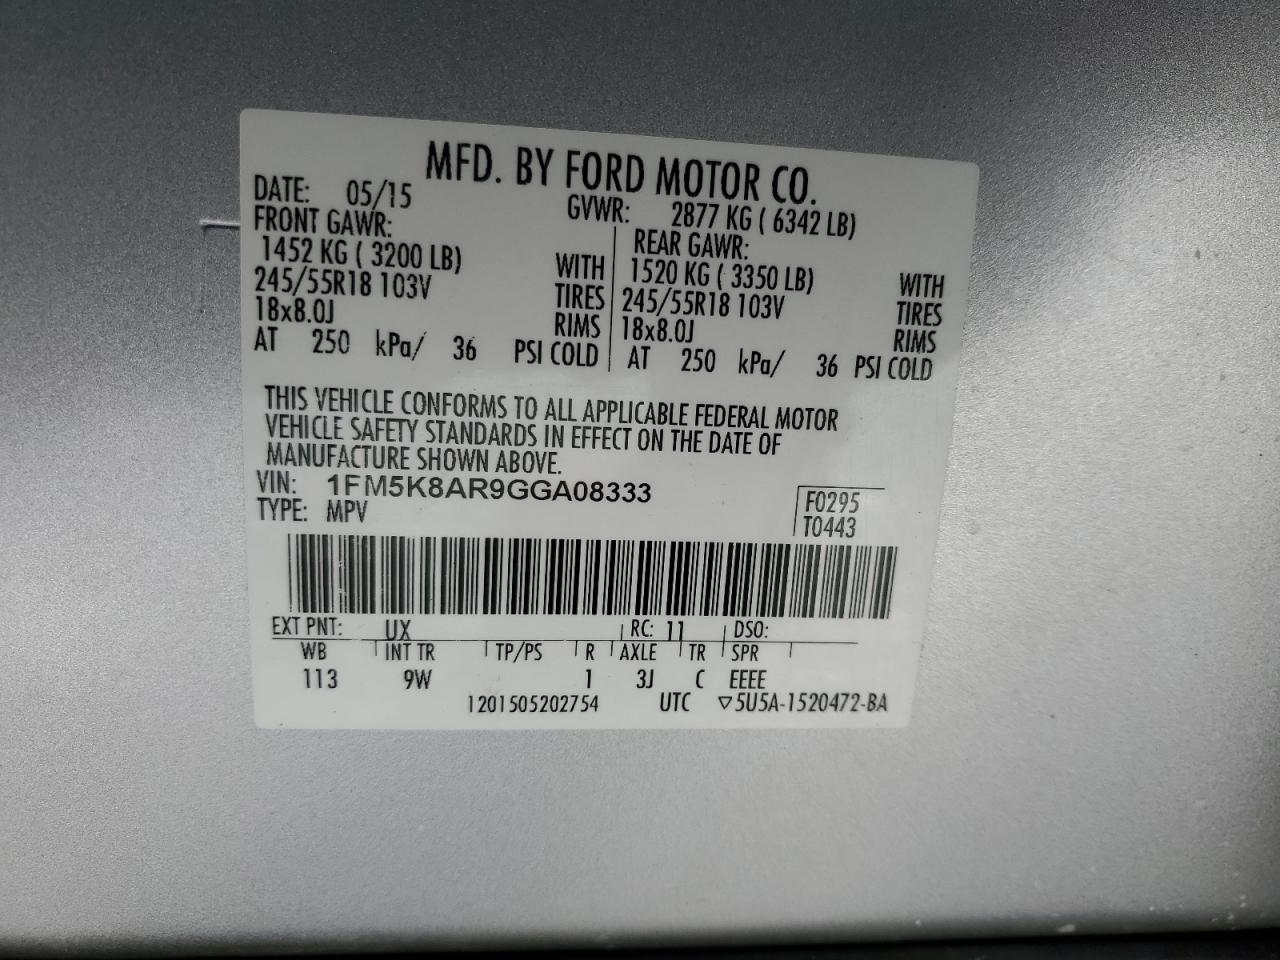 MFD. BY FORD MOTOR CO.
DATE: 05/15 GVWR: 2877 KG ( 6342 LB)
FRONT GAWR: REAR GAWR:
1452 KG ( 3200 LB) WITH 1520 KG ( 3350 LB) WITH
245/55R18 103V TIRES 245/55R18 103V TIRES
18x8.0J RIMS 18x8.0J RIMS
AT 250 kPa/ 36 PSI COLD AT 250 kPa/ 36 PSI COLD
THIS VEHICLE CONFORMS TO ALL APPLICABLE FEDERAL MOTOR
VEHICLE SAFETY STANDARDS IN EFFECT ON THE DATE OF
MANUFACTURE SHOWN ABOVE.
VIN: 1FM5K8AR9GGA08333 F0295
TYPE: MPV T0443
EXT PNT: UX RC: 11 DSO:
WB INT TR TP/PS R AXLE TR SPR
113 9W 1 3J C EEEE
1201505202754 UTC ▽5U5A-1520472-BA